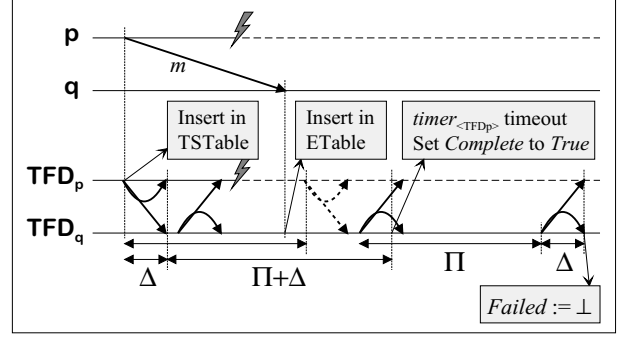 p
m
q
Insert in
TSTable
Insert in
ETable
timer<TFDp> timeout
Set Complete to True
TFDp
TFDq
Δ
Π+Δ
Π
Δ
Failed := ⊥